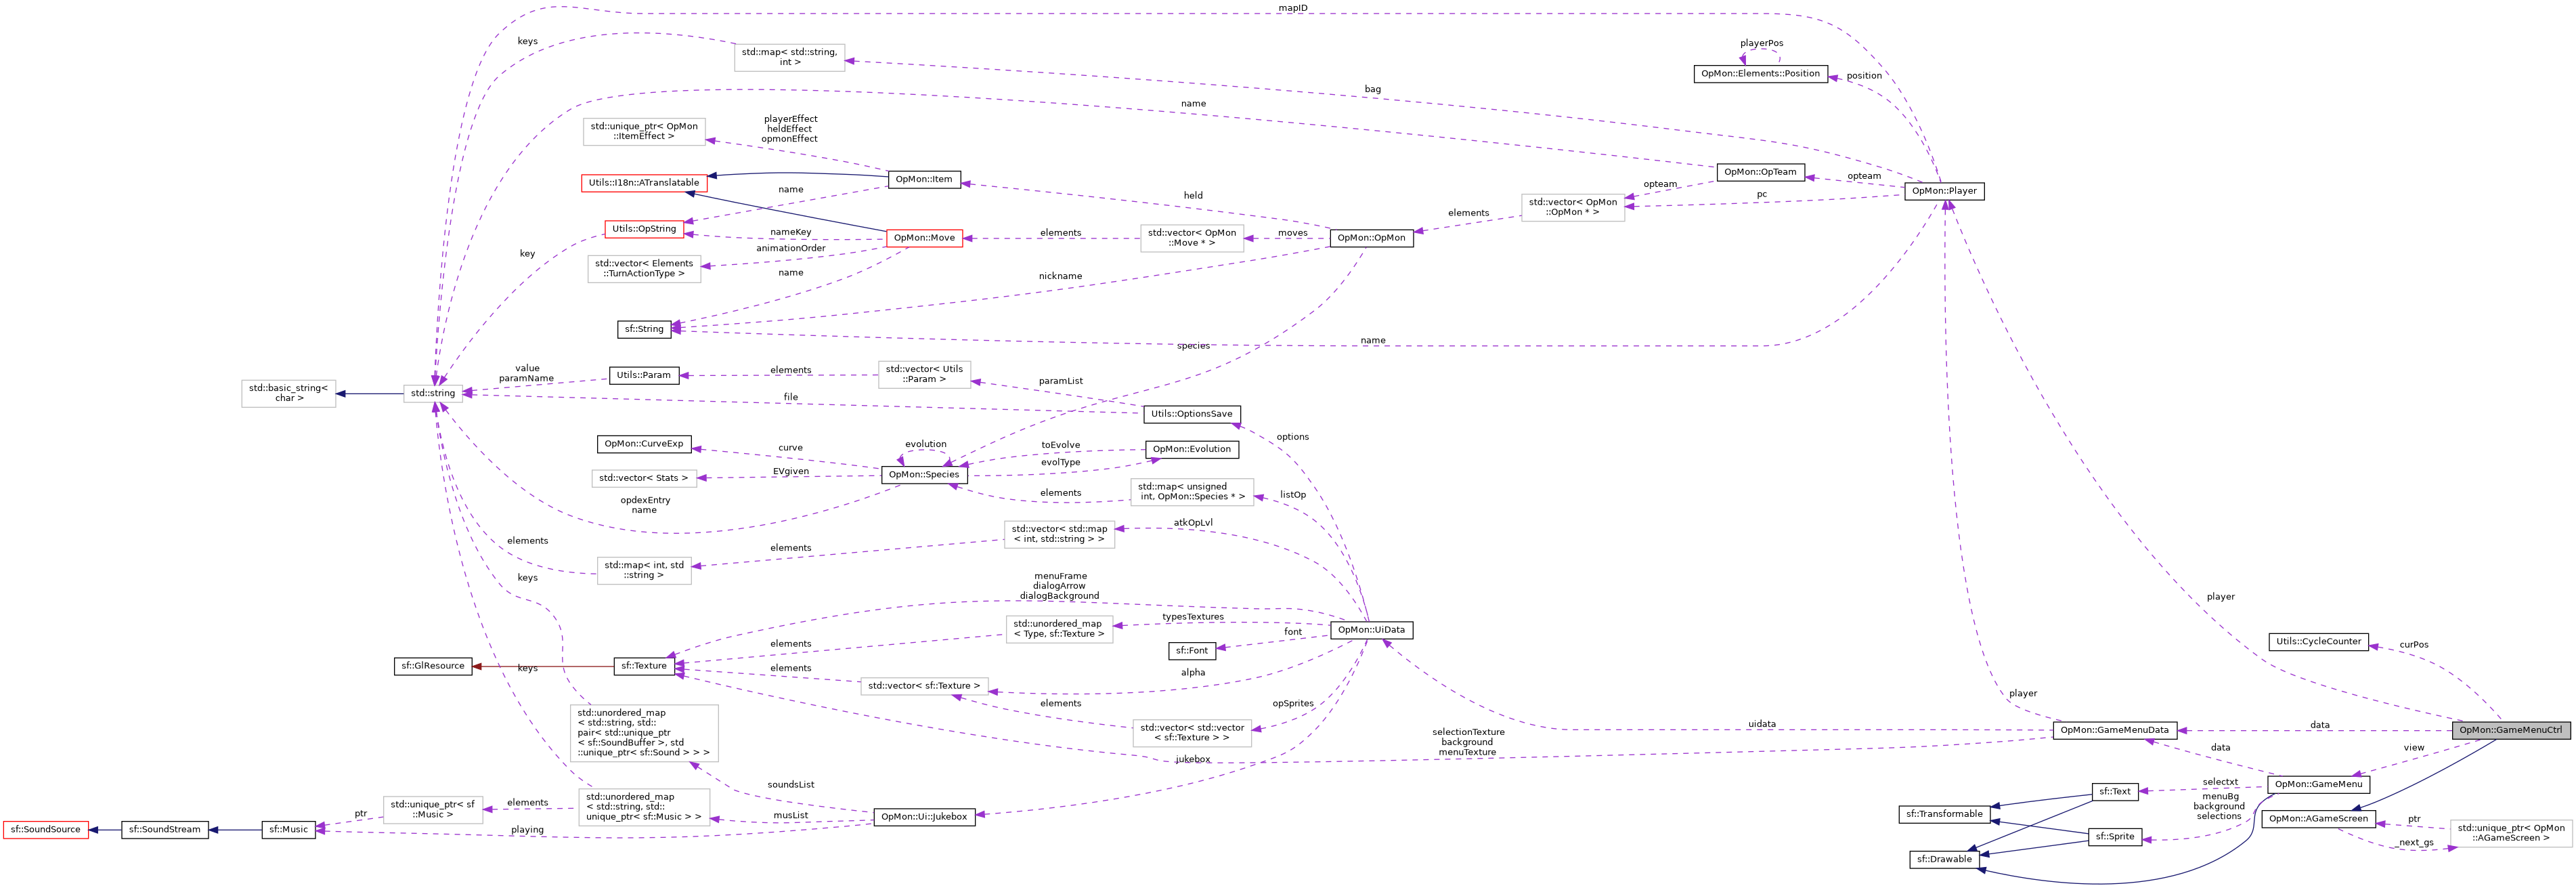 mapID
keys
std::map< std::string,
int >
playerPos
OpMon::Elements::Position
position
bag
name
std::unique_ptr< OpMon
::ItemEffect >
playerEffect
heldEffect
opmonEffect
Utils::I18n::ATranslatable
OpMon::Item
name
held
OpMon::OpTeam
opteam
opteam
pc
OpMon::Player
std::vector< OpMon
::OpMon * >
elements
Utils::OpString
nameKey
OpMon::Move
elements
std::vector< OpMon
::Move * >
moves
OpMon::OpMon
key
animationOrder
std::vector< Elements
::TurnActionType >
name
nickname
sf::String
name
species
value
paramName
Utils::Param
elements
std::vector< Utils
::Param >
paramList
std::basic_string<
char >
std::string
file
Utils::OptionsSave
options
OpMon::CurveExp
curve
evolution
toEvolve
OpMon::Evolution
evolType
std::vector< Stats >
EVgiven
OpMon::Species
opdexEntry
name
elements
std::map< unsigned
int, OpMon::Species * >
listOp
elements
std::vector< std::map
< int, std::string > >
atkOpLvl
std::map< int, std
::string >
elements
keys
menuFrame
dialogArrow
dialogBackground
std::unordered_map
< Type, sf::Texture >
typesTextures
OpMon::UiData
font
sf::Font
elements
sf::GlResource
sf::Texture
keys
elements
alpha
std::vector< sf::Texture >
elements
opSprites
player
player
Utils::CycleCounter
curPos
std::unordered_map
< std::string, std::
pair< std::unique_ptr
< sf::SoundBuffer >, std
::unique_ptr< sf::Sound > > >
std::vector< std::vector
< sf::Texture > >
selectionTexture
background
menuTexture
jukebox
uidata
OpMon::GameMenuData
data
OpMon::GameMenuCtrl
data
view
soundsList
OpMon::GameMenu
selectxt
sf::Text
menuBg
background
selections
sf::Transformable
OpMon::AGameScreen
ptr
std::unique_ptr< OpMon
::AGameScreen >
_next_gs
sf::Sprite
sf::Drawable
std::unordered_map
< std::string, std::
unique_ptr< sf::Music > >
musList
OpMon::Ui::Jukebox
elements
std::unique_ptr< sf
::Music >
ptr
playing
sf::SoundSource
sf::SoundStream
sf::Music